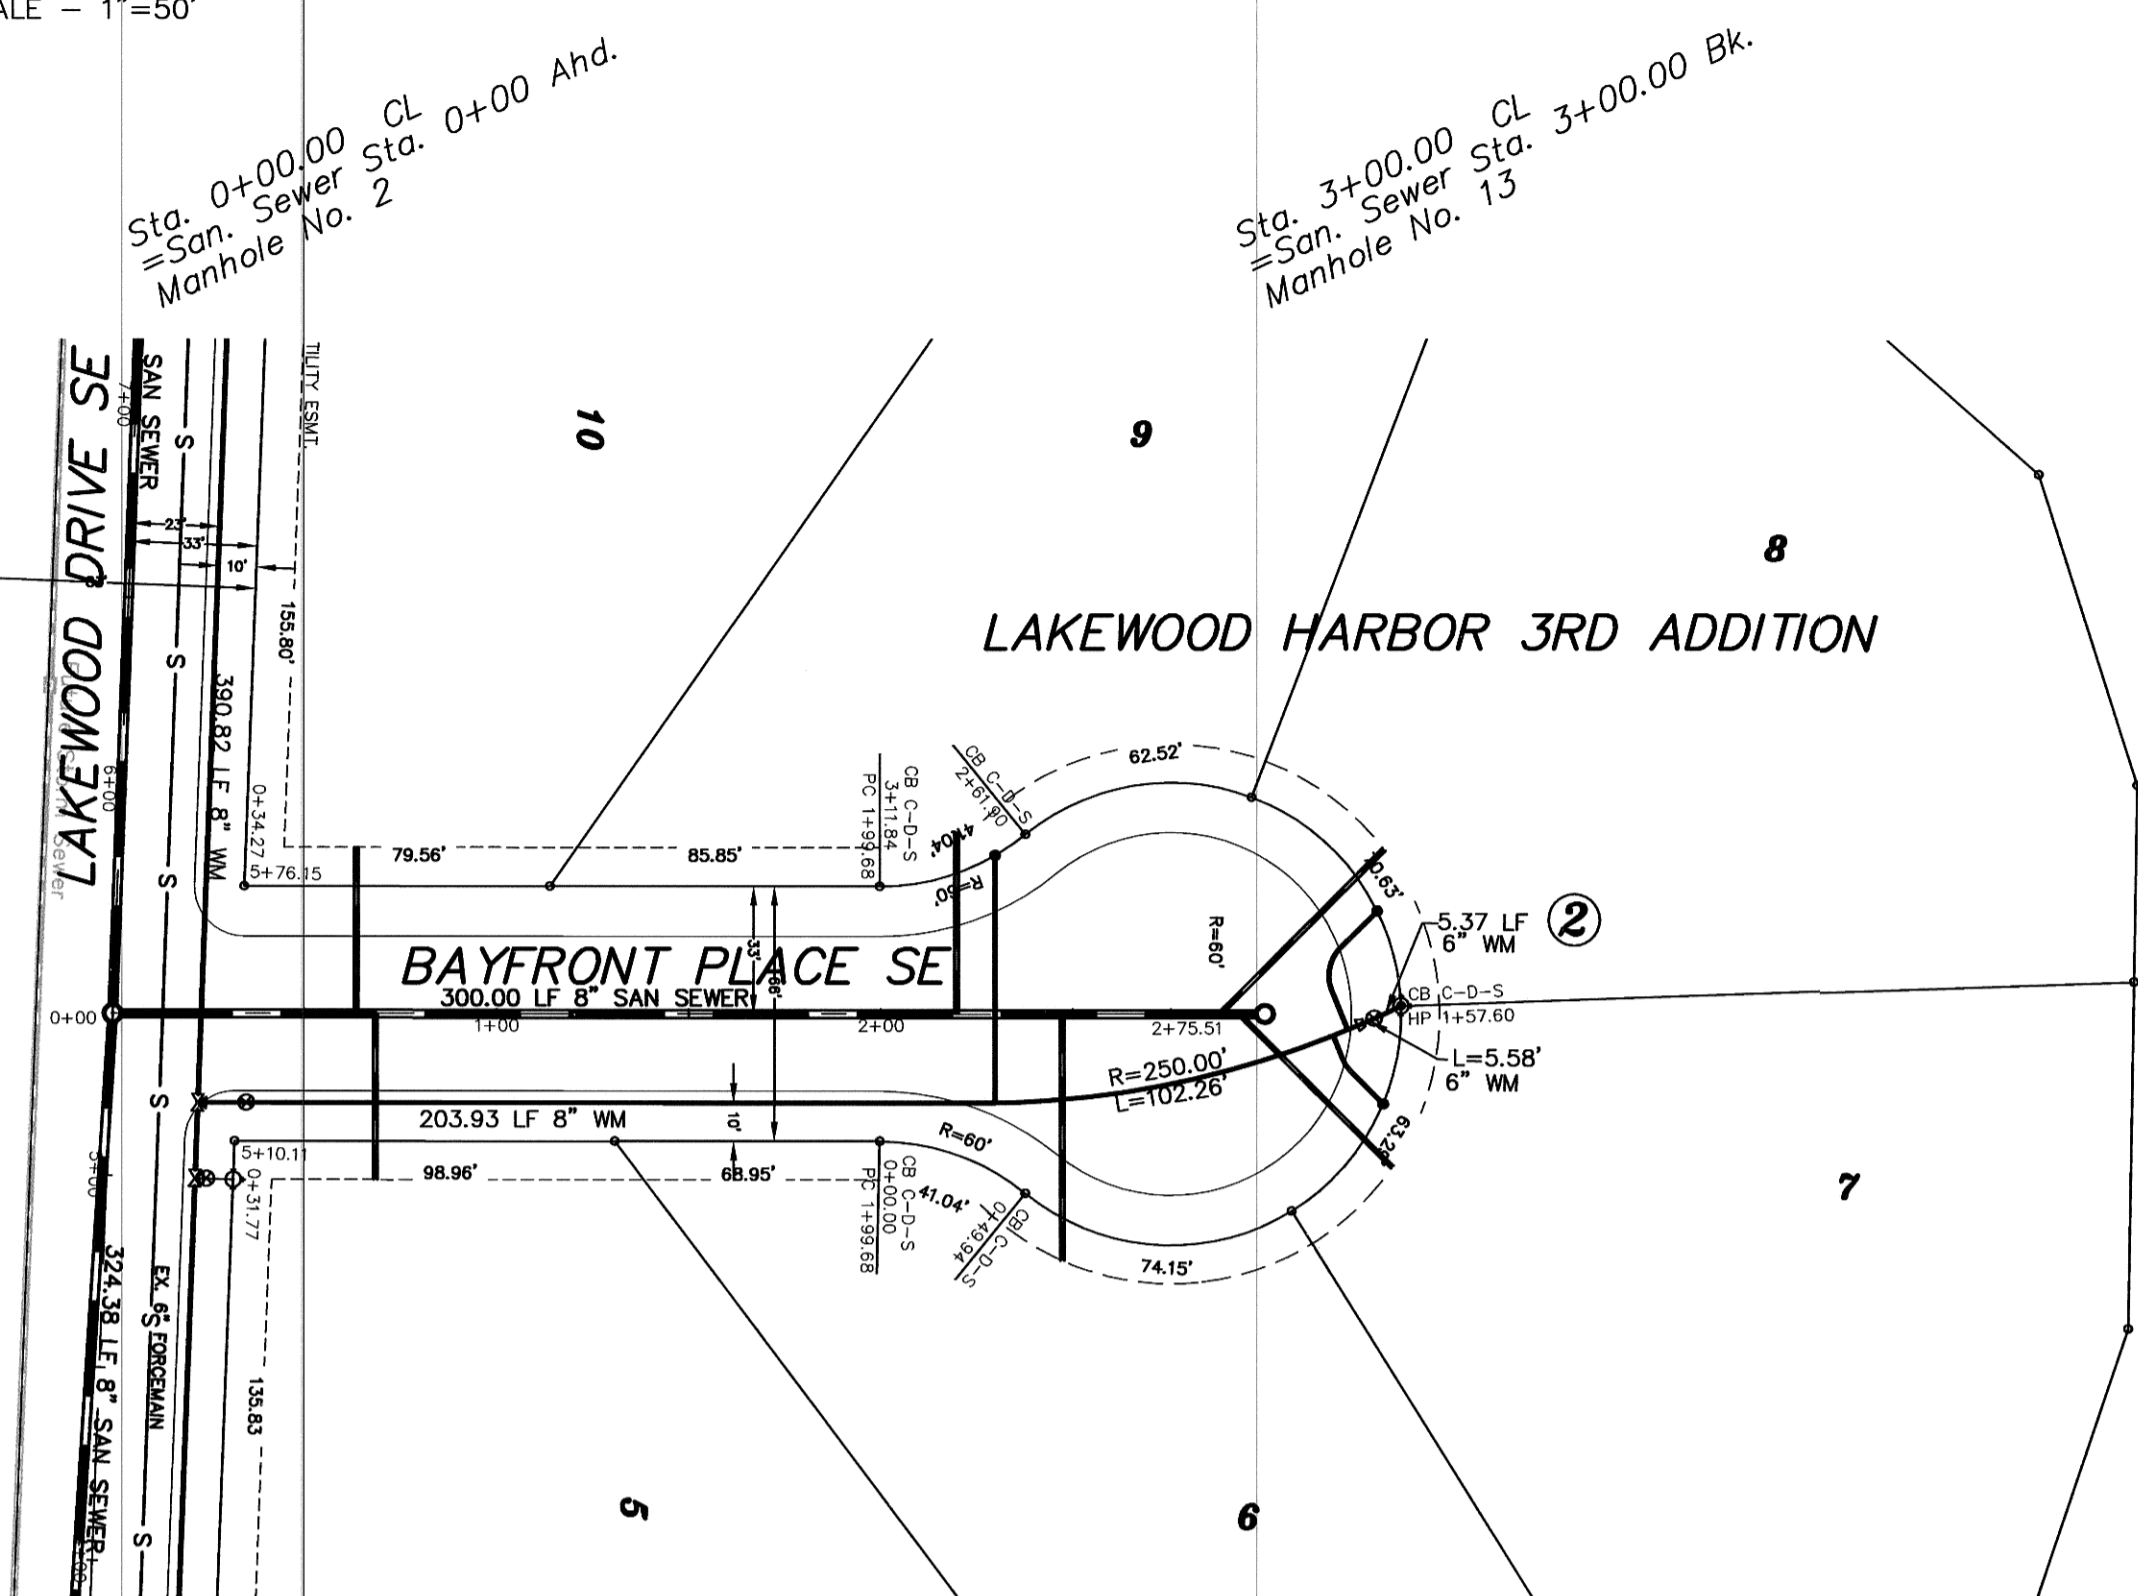 ALE – 1"=50'
Sta. 0+00.00 CL
=San. Sewer Sta. 0+00 Ahd.
Manhole No. 2
Sta. 3+00.00 CL
=San. Sewer Sta. 3+00.00 Bk.
Manhole No. 13
LAKEWOOD DRIVE SE
7+00
SAN SEWER
S
TILITY ESMT.
10
9
8
23'
33'
10'
155.80'
S
LAKEWOOD HARBOR 3RD ADDITION
390.82 LF 8" WM
6+00
0+34.27
5+76.15
S
79.56'
85.85'
CB C-D-S
3+11.84
PC 1+99.68
CB C-D-S
2+61.90
41.04'
R=60'
62.52'
70.63'
R=60'
5.37 LF
6" WM
2
33'
66'
BAYFRONT PLACE SE
300.00 LF 8" SAN SEWER
0+00
1+00
2+00
2+75.51
CB C-D-S
HP 1+57.60
R=250.00'
L=102.26'
L=5.58'
6" WM
S
203.93 LF 8" WM
10'
5+10.11
0+31.77
5+00
98.96'
68.95'
R=60'
CB C-D-S
0+00.00
PC 1+99.68
41.04'
CB C-D-S
0+49.94
74.15'
7
324.38 LF 8" SAN SEWER
EX. 6" FORCEMAIN
S
135.83
5
6
S